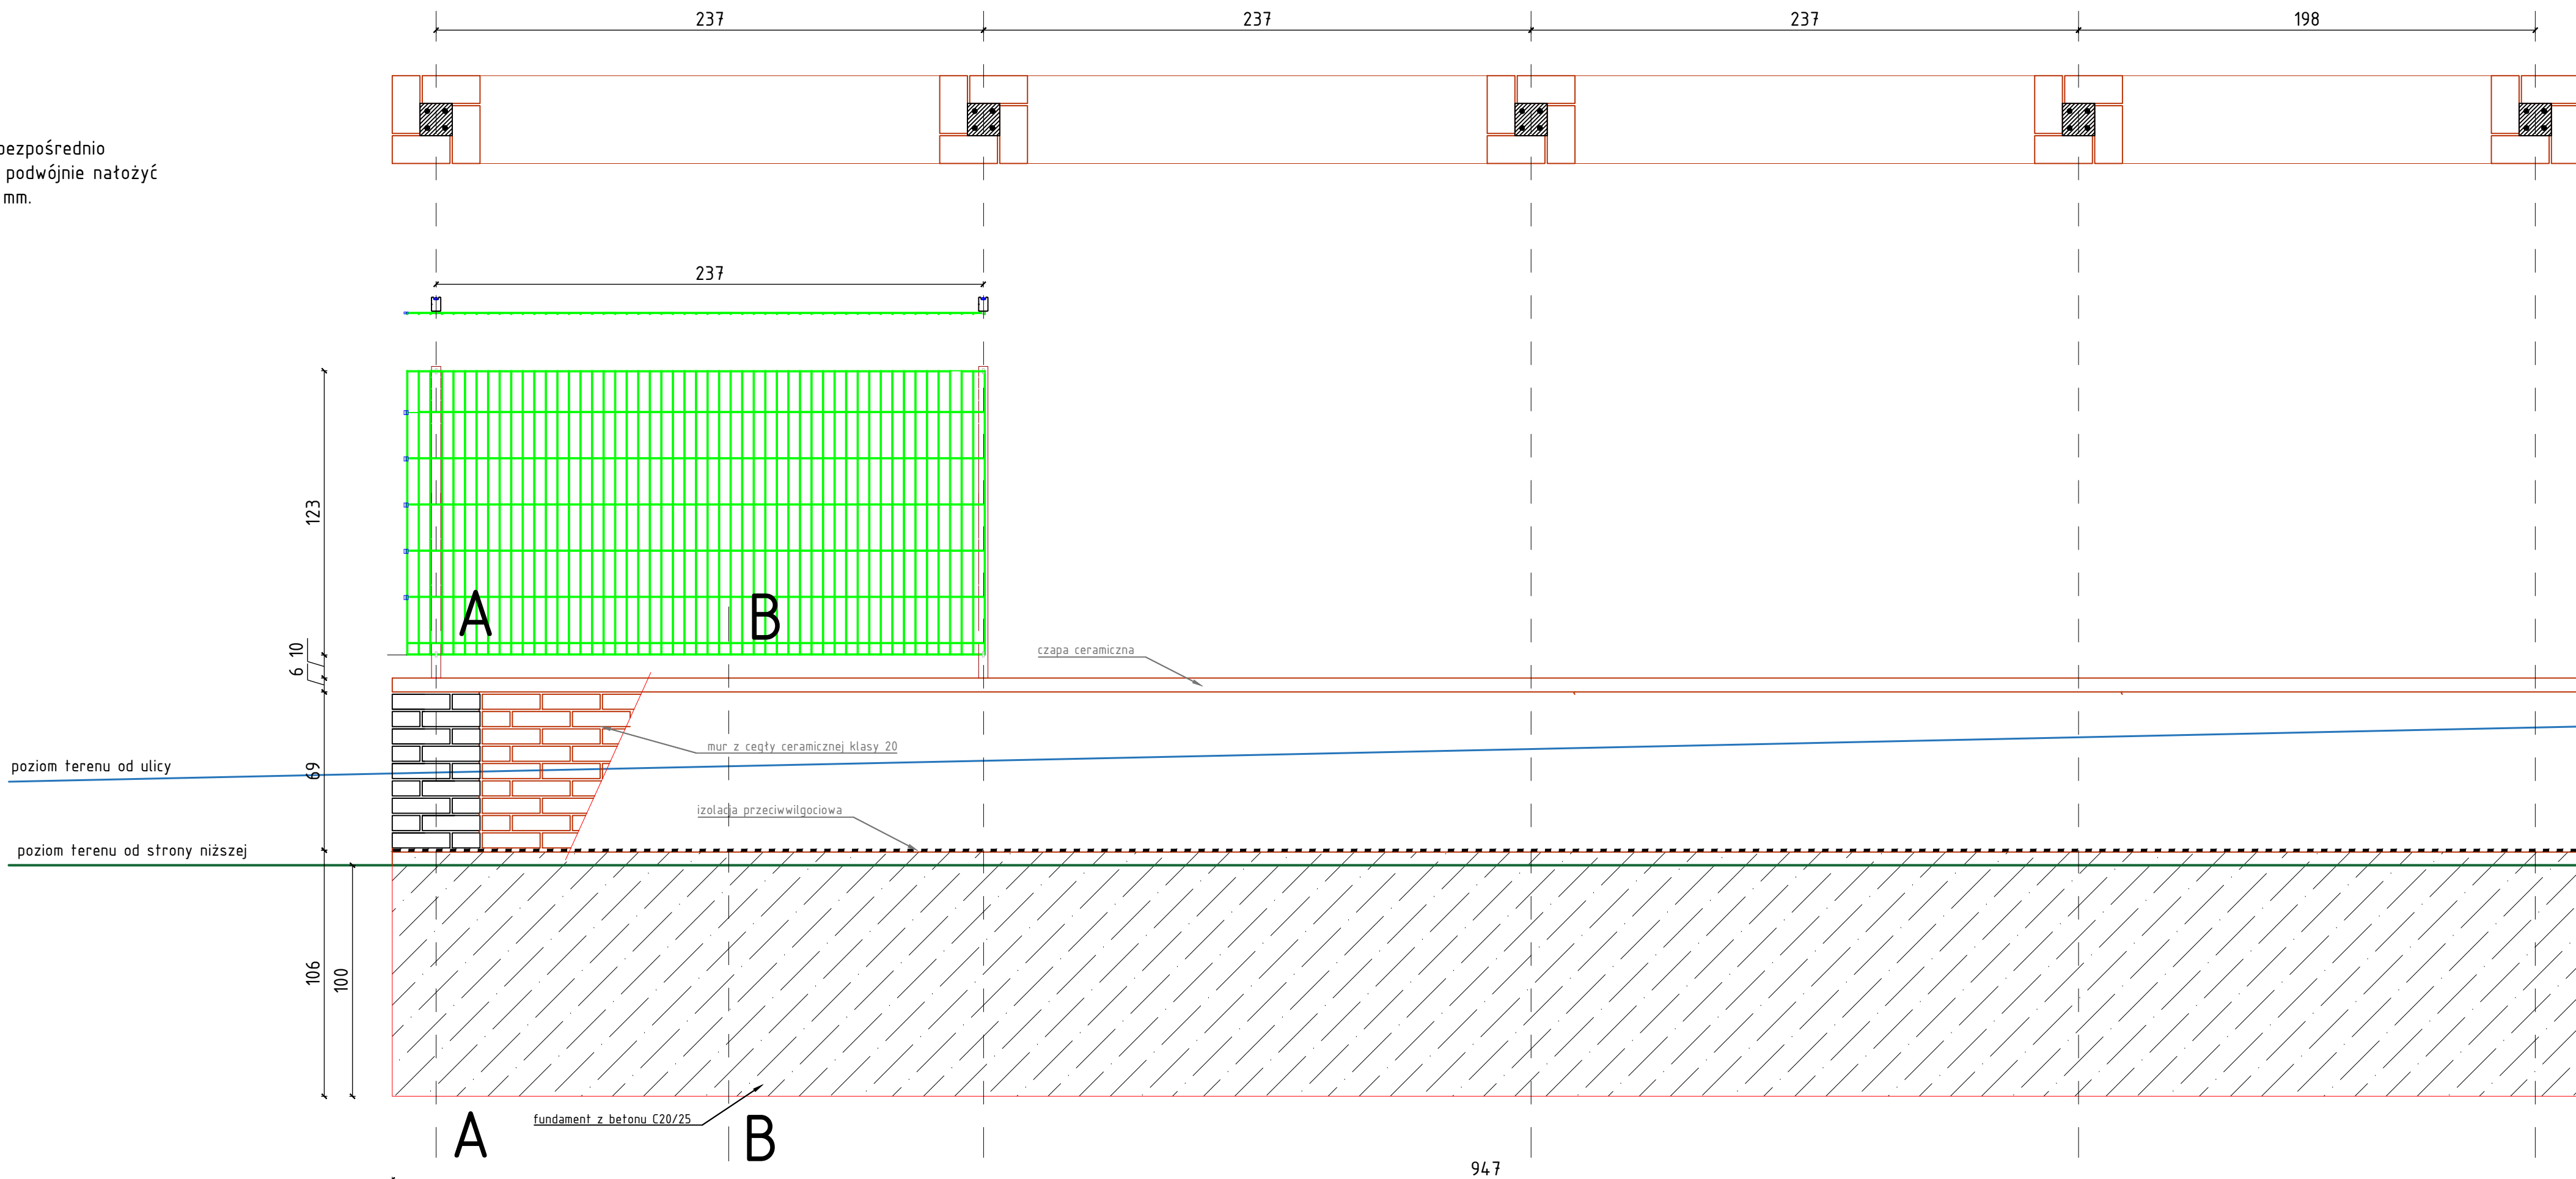 237
237
237
198
bezpośrednio
podwójnie nałożyć
mm.
237
123
A
B
10
6
czapa ceramiczna
mur z cegły ceramicznej klasy 20
poziom terenu od ulicy
69
izolacja przeciwwilgociowa
poziom terenu od strony niższej
106
100
fundament z betonu C20/25
A
B
947